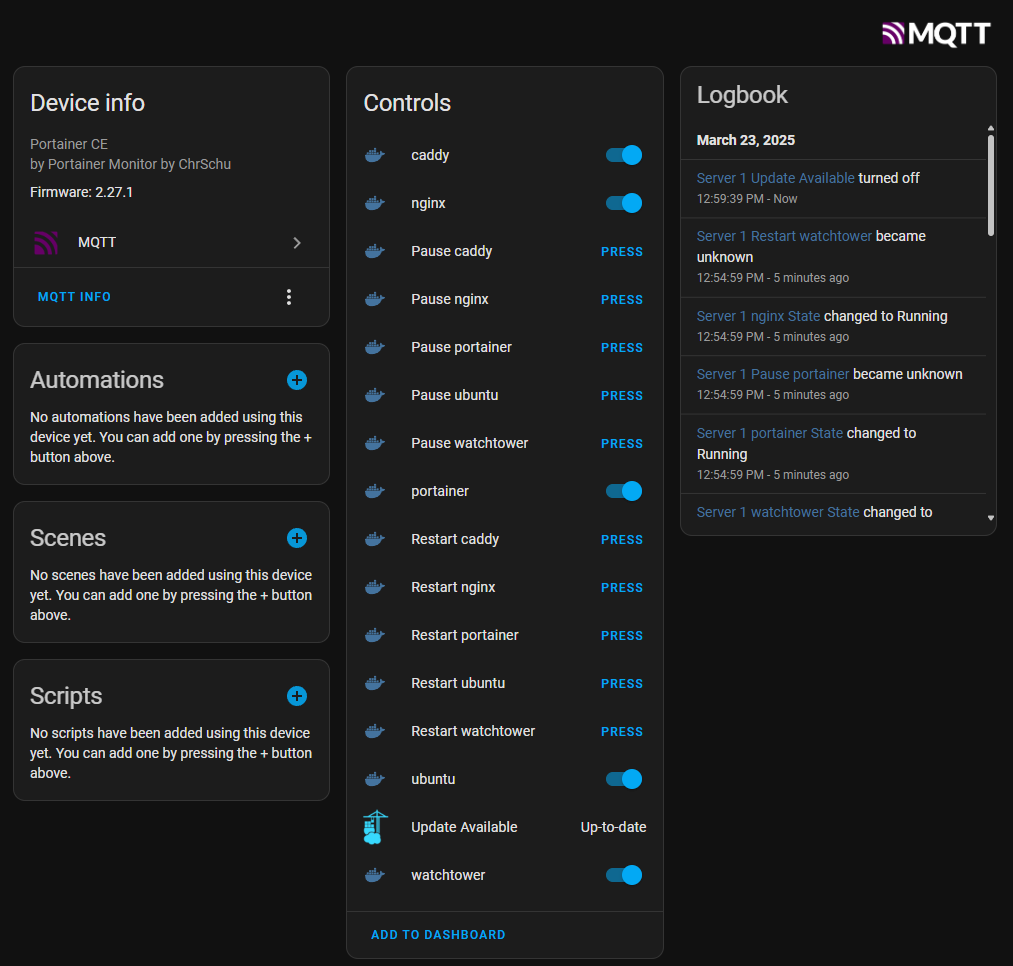 MQTT
Device info
Portainer CE
by Portainer Monitor by ChrSchu
Firmware: 2.27.1
MQTT
MQTT INFO
Automations
No automations have been added using this
device yet. You can add one by pressing the +
button above.
Scenes
No scenes have been added using this device
yet. You can add one by pressing the + button
above.
Scripts
No scripts have been added using this device
yet. You can add one by pressing the + button
above.
Controls
caddy
nginx
Pause caddy PRESS
Pause nginx PRESS
Pause portainer PRESS
Pause ubuntu PRESS
Pause watchtower PRESS
portainer
Restart caddy PRESS
Restart nginx PRESS
Restart portainer PRESS
Restart ubuntu PRESS
Restart watchtower PRESS
ubuntu
Update Available Up-to-date
watchtower
ADD TO DASHBOARD
Logbook
March 23, 2025
Server 1 Update Available turned off
12:59:39 PM - Now
Server 1 Restart watchtower became
unknown
12:54:59 PM - 5 minutes ago
Server 1 nginx State changed to Running
12:54:59 PM - 5 minutes ago
Server 1 Pause portainer became unknown
12:54:59 PM - 5 minutes ago
Server 1 portainer State changed to
Running
12:54:59 PM - 5 minutes ago
Server 1 watchtower State changed to